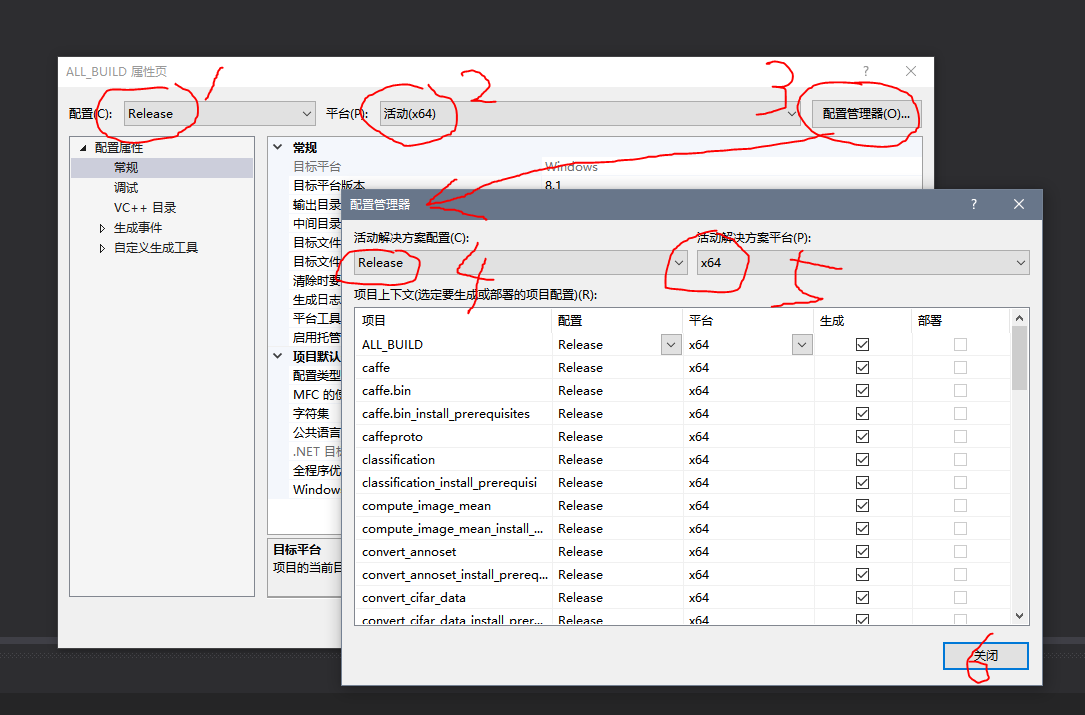 ALL_BUILD 属性页
? ×
1 2 3
配置(C): Release 平台(P): 活动(x64) 配置管理器(O)...
配置属性
常规
调试
VC++ 目录
生成事件
自定义生成工具
常规
目标平台 Windows
目标平台版本 8.1
输出目录
中间目录
目标文件
目标文件
清除时要
生成日志
平台工具
启用托管
项目默认
配置类型
MFC 的使
字符集
公共语言
.NET 目标
全程序优
Window
目标平台
项目的当前目
配置管理器 ? ×
活动解决方案配置(C): 活动解决方案平台(P):
Release 4 x64 5
项目上下文(选定要生成或部署的项目配置)(R):
项目 配置 平台 生成 部署
ALL_BUILD Release x64
caffe Release x64
caffe.bin Release x64
caffe.bin_install_prerequisites Release x64
caffeproto Release x64
classification Release x64
classification_install_prerequisi Release x64
compute_image_mean Release x64
compute_image_mean_install_... Release x64
convert_annoset Release x64
convert_annoset_install_prereq... Release x64
convert_cifar_data Release x64
convert_cifar_data_install_prer... Release x64
关闭
6